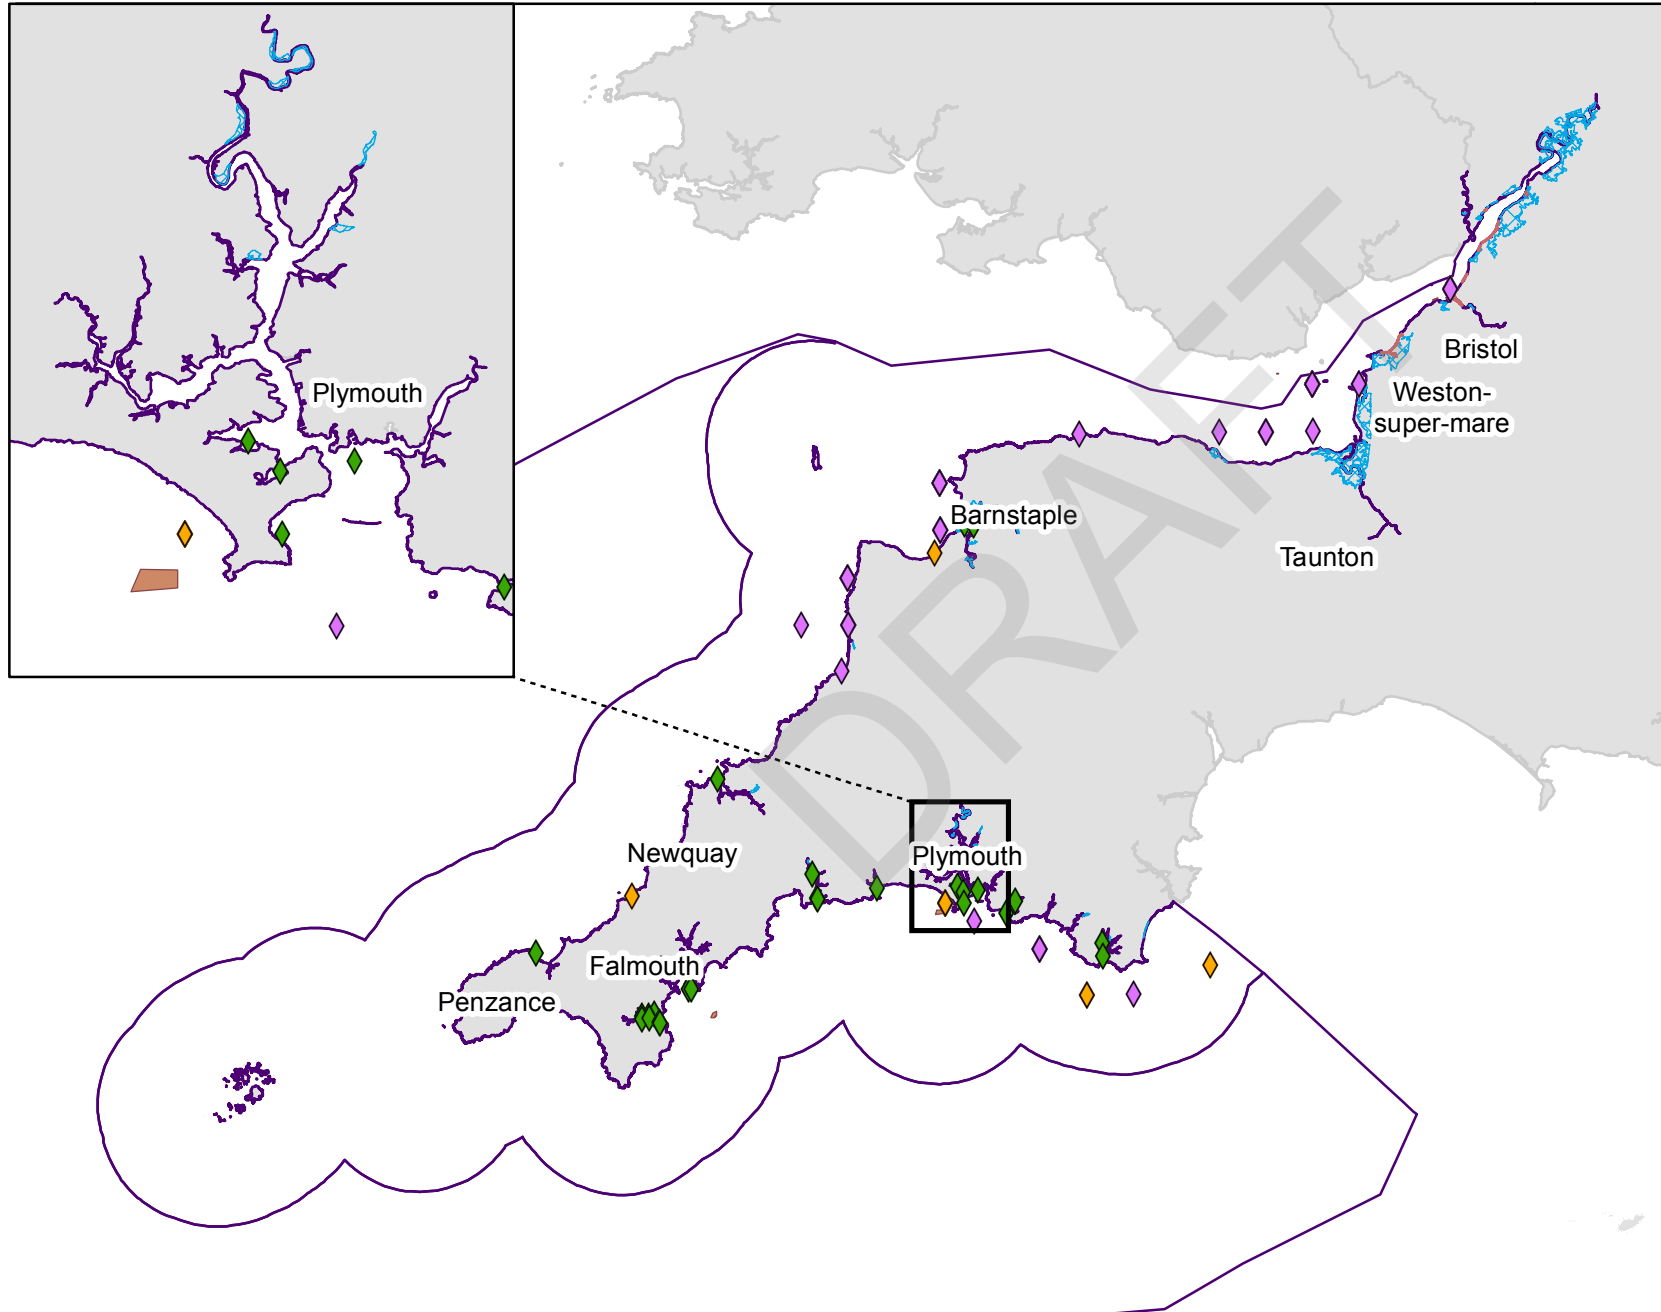 Plymouth
Bristol
Weston-
super-mare
Barnstaple
Taunton
Newquay
Plymouth
Falmouth
Penzance
DRAFT